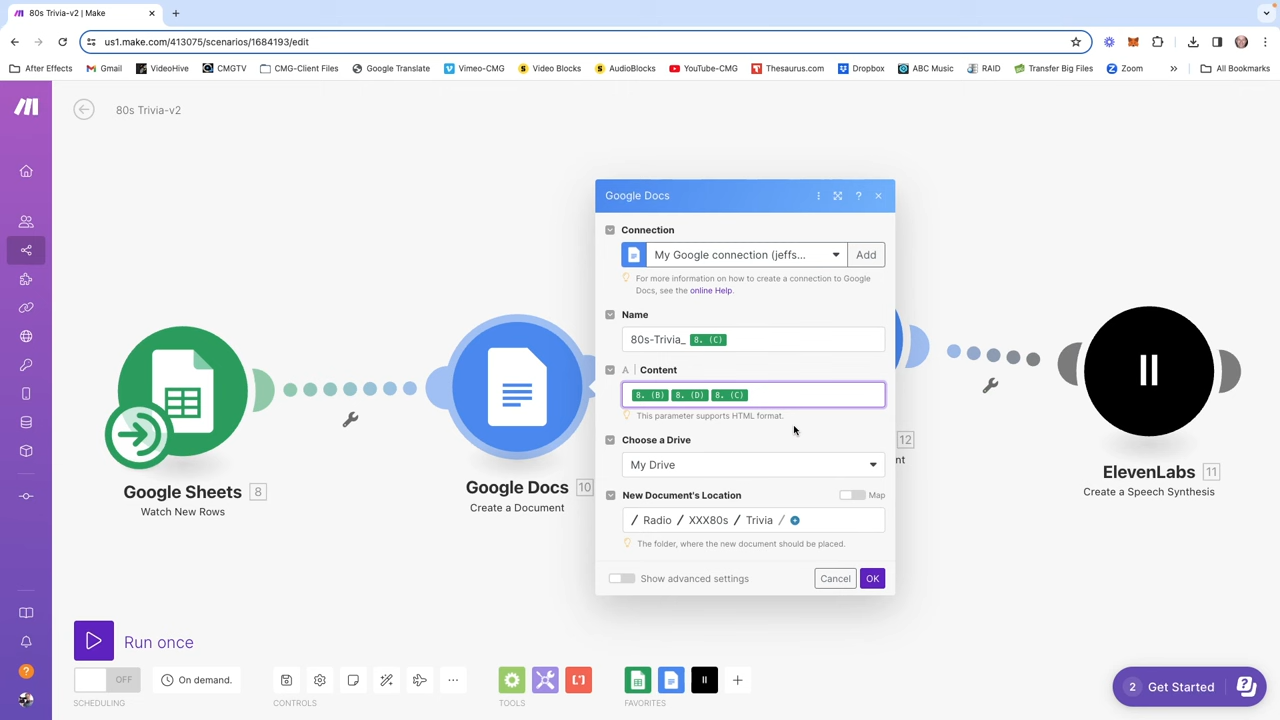 80s Trivia-v2 | Make
us1.make.com/413075/scenarios/1684193/edit
After Effects
Gmail
VideoHive
CMGTV
CMG-Client Files
Google Translate
Vimeo-CMG
Video Blocks
AudioBlocks
YouTube-CMG
Thesaurus.com
Dropbox
ABC Music
RAID
Transfer Big Files
Zoom
»
All Bookmarks
80s Trivia-v2
Google Docs
Connection
My Google connection (jeffs...
Add
For more information on how to create a connection to Google
Docs, see the online Help.
Name
80s-Trivia_ 8. (C)
A | Content
8. (B) 8. (D) 8. (C)
This parameter supports HTML format.
Choose a Drive
My Drive
New Document's Location
Map
/ Radio / XXX80s / Trivia /
The folder, where the new document should be placed.
Show advanced settings
Cancel
OK
Google Sheets 8
Watch New Rows
Google Docs 10
Create a Document
12
nt
ElevenLabs 11
Create a Speech Synthesis
Run once
OFF
On demand.
SCHEDULING
CONTROLS
TOOLS
FAVORITES
2 Get Started